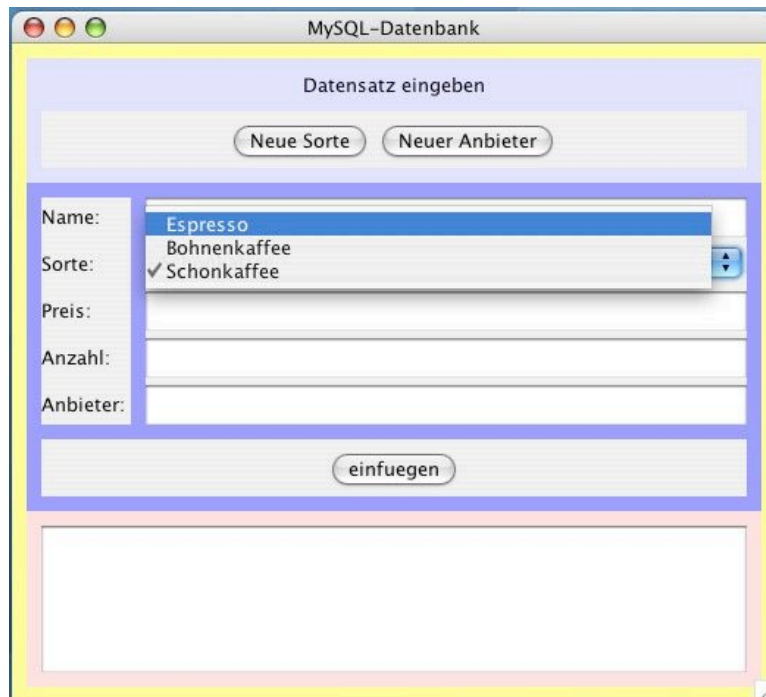 MySQL-Datenbank
Datensatz eingeben
Neue Sorte Neuer Anbieter
Name:
Espresso
Bohnenkaffee
Sorte:
Schonkaffee
Preis:
Anzahl:
Anbieter:
einfuegen